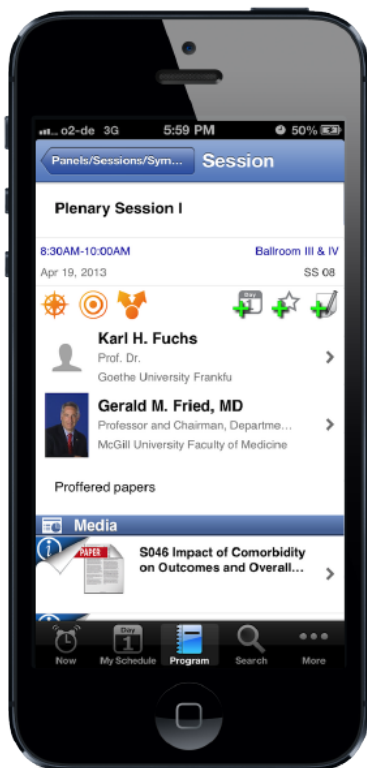 o2-de 3G 5:59 PM 50%
Panels/Sessions/Sym... Session
Plenary Session I
8:30AM-10:00AM Ballroom III & IV
Apr 19, 2013 SS 08
Day
1
Karl H. Fuchs
Prof. Dr.
Goethe University Frankfu
Gerald M. Fried, MD
Professor and Chairman, Departme...
McGill University Faculty of Medicine
Proffered papers
Media
PAPER
S046 Impact of Comorbidity
on Outcomes and Overall...
Day
1
Now My Schedule Program Search More